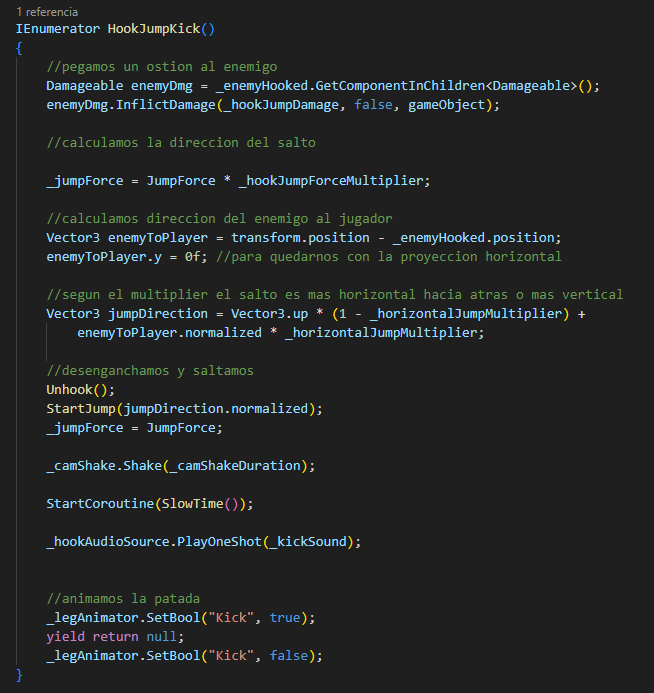 1 referencia
IEnumerator HookJumpKick()
{
//pegamos un ostion al enemigo
Damageable enemyDmg = _enemyHooked.GetComponentInChildren<Damageable>();
enemyDmg.InflictDamage(_hookJumpDamage, false, gameObject);
//calculamos la direccion del salto
_jumpForce = JumpForce * _hookJumpForceMultiplier;
//calculamos direccion del enemigo al jugador
Vector3 enemyToPlayer = transform.position - _enemyHooked.position;
enemyToPlayer.y = 0f; //para quedarnos con la proyeccion horizontal
//segun el multiplier el salto es mas horizontal hacia atras o mas vertical
Vector3 jumpDirection = Vector3.up * (1 - _horizontalJumpMultiplier) +
enemyToPlayer.normalized * _horizontalJumpMultiplier;
//desenganchamos y saltamos
Unhook();
StartJump(jumpDirection.normalized);
_jumpForce = JumpForce;
_camShake.Shake(_camShakeDuration);
StartCoroutine(SlowTime());
_hookAudioSource.PlayOneShot(_kickSound);
//animamos la patada
_legAnimator.SetBool("Kick", true);
yield return null;
_legAnimator.SetBool("Kick", false);
}